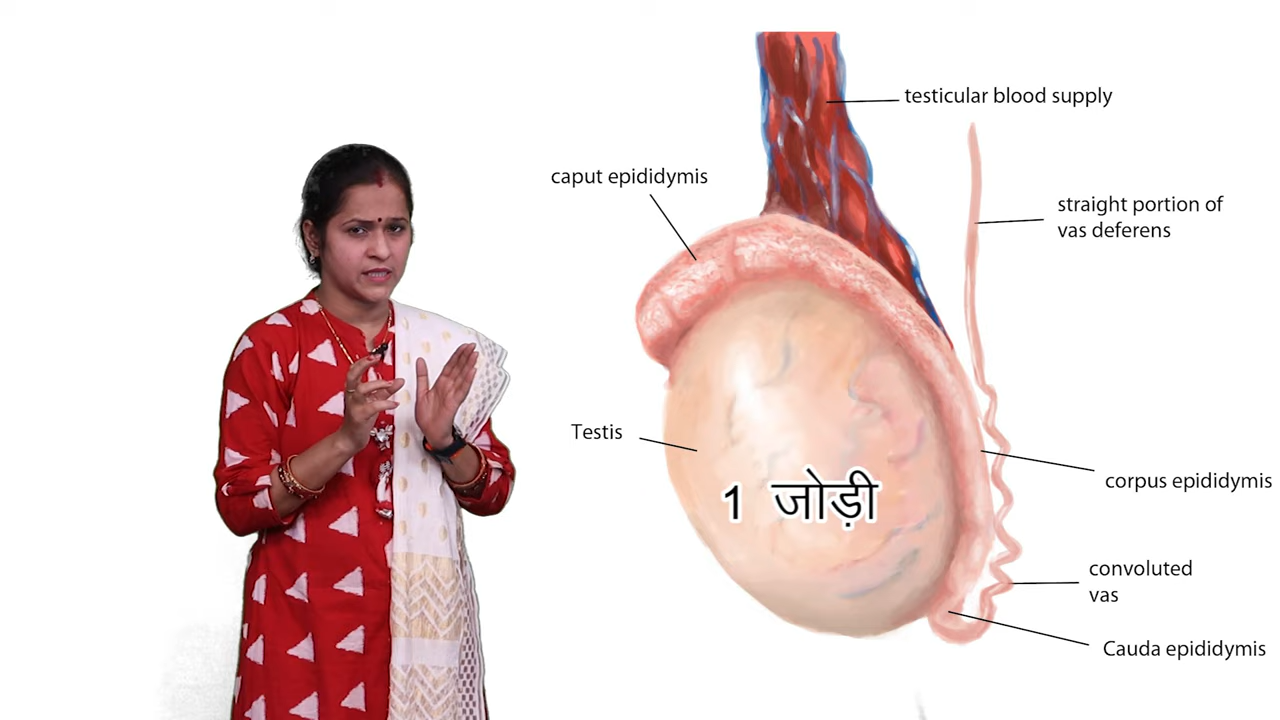 testicular blood supply
caput epididymis
straight portion of
vas deferens
Testis
corpus epididymis
1 जोड़ी
convoluted
vas
Cauda epididymis